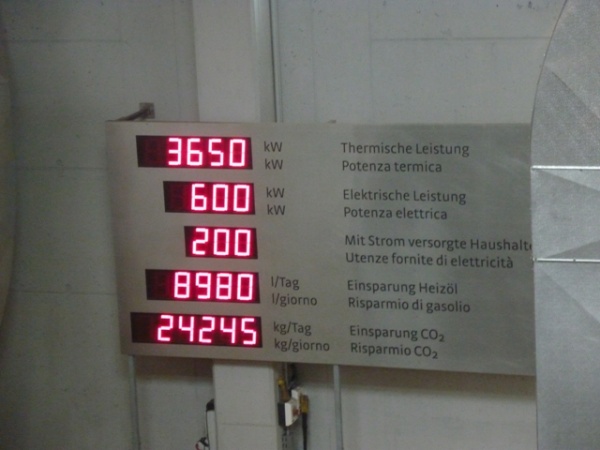 3650 kW Thermische Leistung
kW Potenza termica
600 kW Elektrische Leistung
kW Potenza elettrica
200 Mit Strom versorgte Haushalte
Utenze fornite di elettricità
8980 l/Tag Einsparung Heizöl
l/giorno Risparmio di gasolio
24245 kg/Tag Einsparung CO₂
kg/giorno Risparmio CO₂